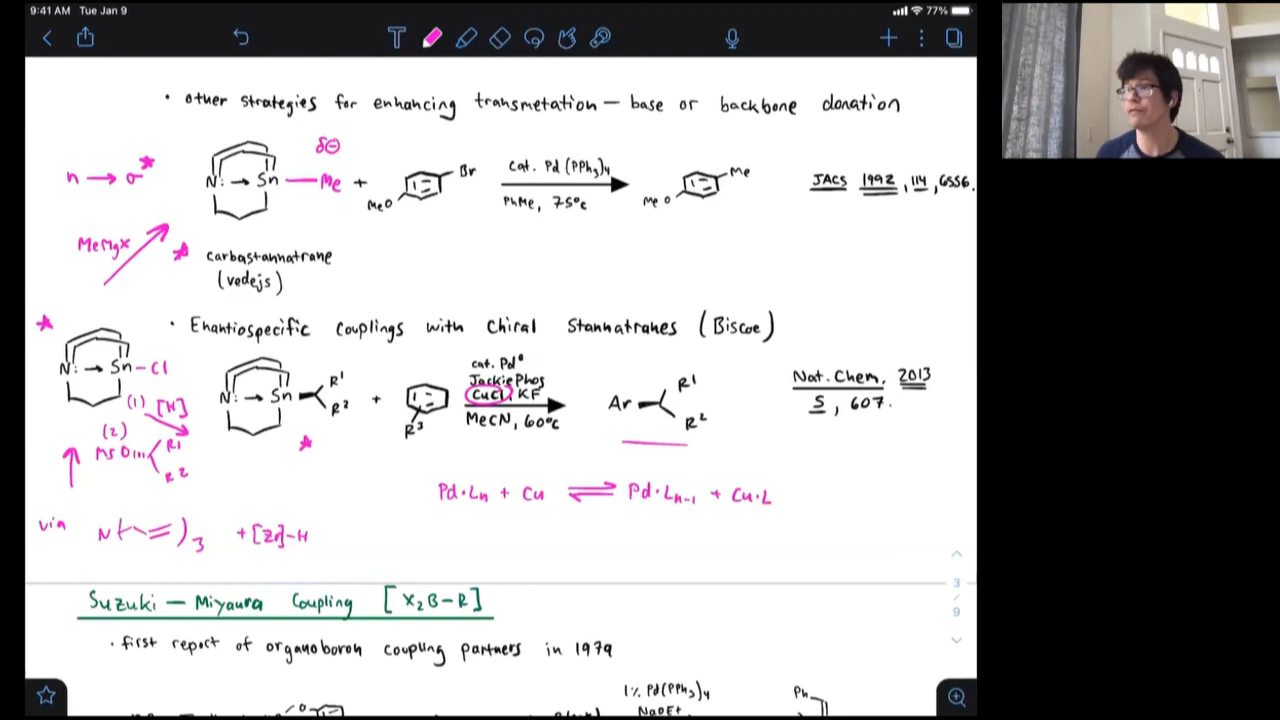 9:41 AM Tue Jan 9
77%
• other strategies for enhancing transmetation — base or backbone donation
n → σ*
N: → Sn — Me
δ⊖
+
Br
MeO
cat. Pd(PPh3)4
PhMe, 75°C
Me
MeO
JACS 1992, 114, 6556.
MeMgX
carbastannatrane
(vedejs)
• Enantiospecific Couplings with Chiral Stannatranes (Biscoe)
N: → Sn – Cl
(1) [H]
(2)
MsO
R1
R2
N: → Sn
R1
R2
+
R3
cat. Pd0
JackiePhos
CuCl, KF
MeCN, 60°C
Ar
R1
R2
Nat. Chem. 2013
5, 607.
Pd·Ln + Cu ⇌ Pd·Ln-1 + Cu·L
via
N( = )3 + [Zr]–H
3
/
9
Suzuki – Miyaura Coupling [X2B–R]
• first report of organoboron coupling partners in 1979
1% Pd(PPh3)4
NaOEt
Ph
O